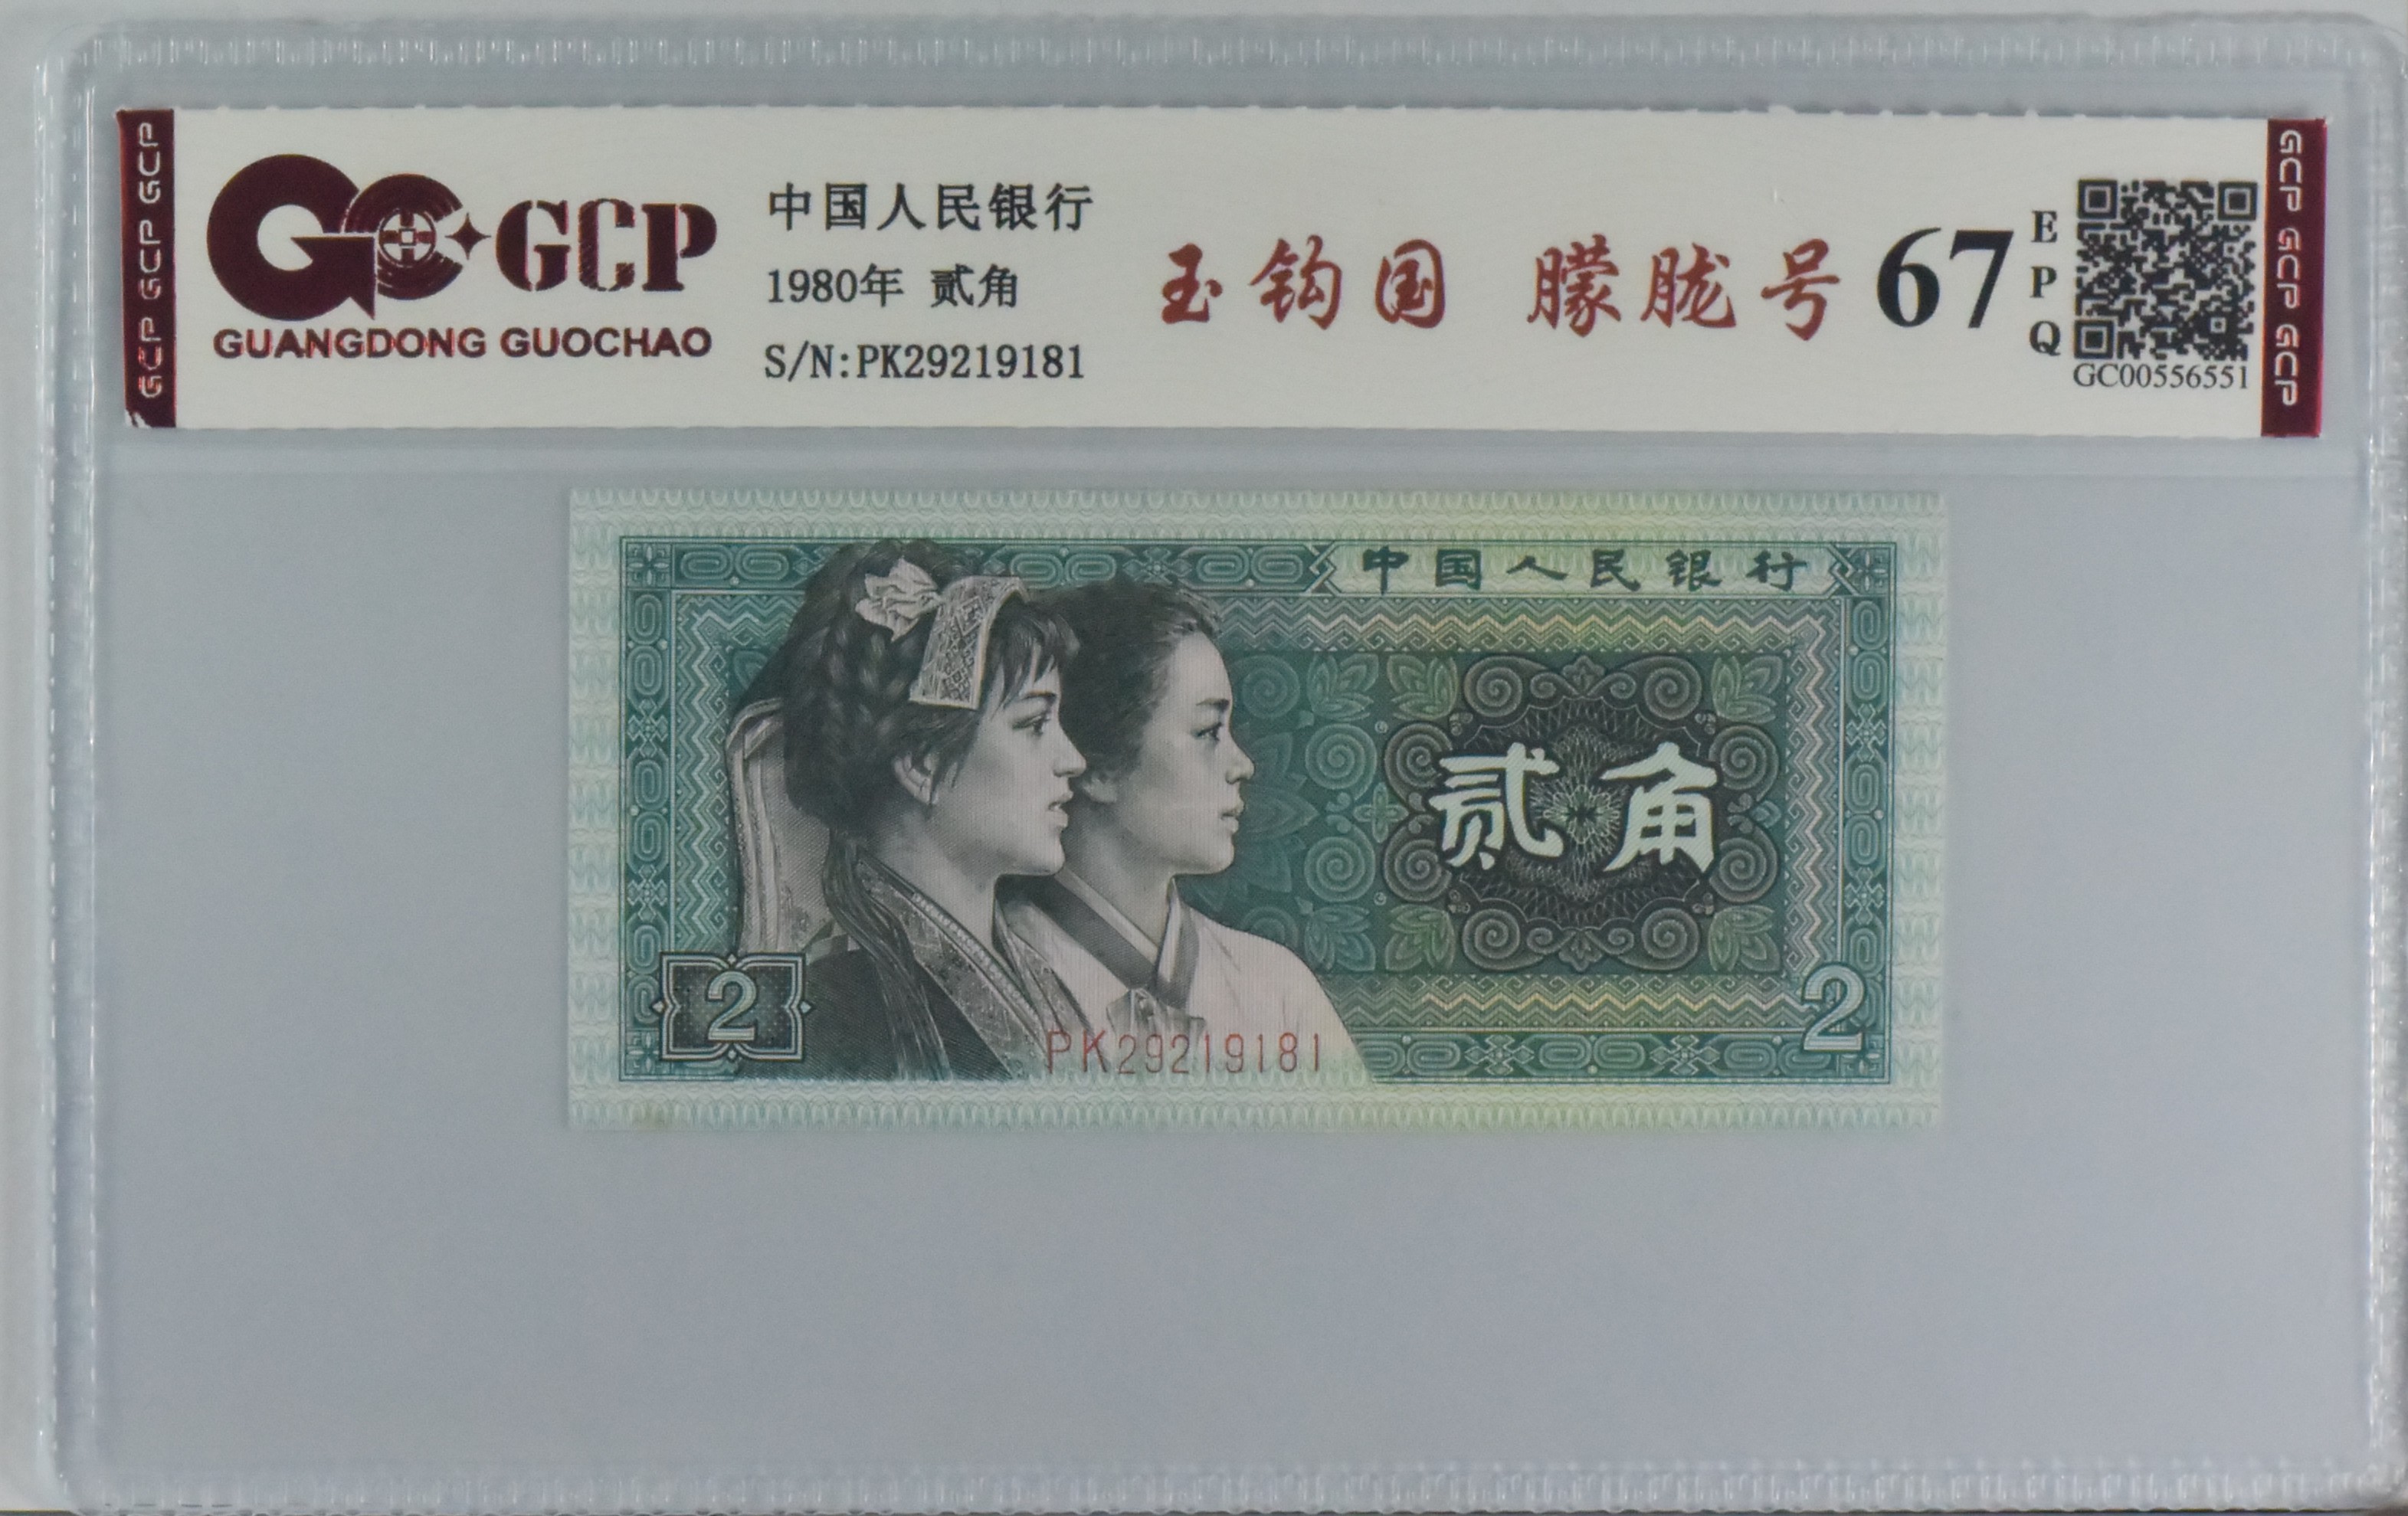 GCP GCP GCP
GCP
GUANGDONG GUOCHAO
中国人民银行
1980年 贰角
S/N:PK29219181
玉钩国 朦胧号
67
EPQ
GC00556551
GCP GCP GCP
中国人民银行
贰角
2
2
PK29219181